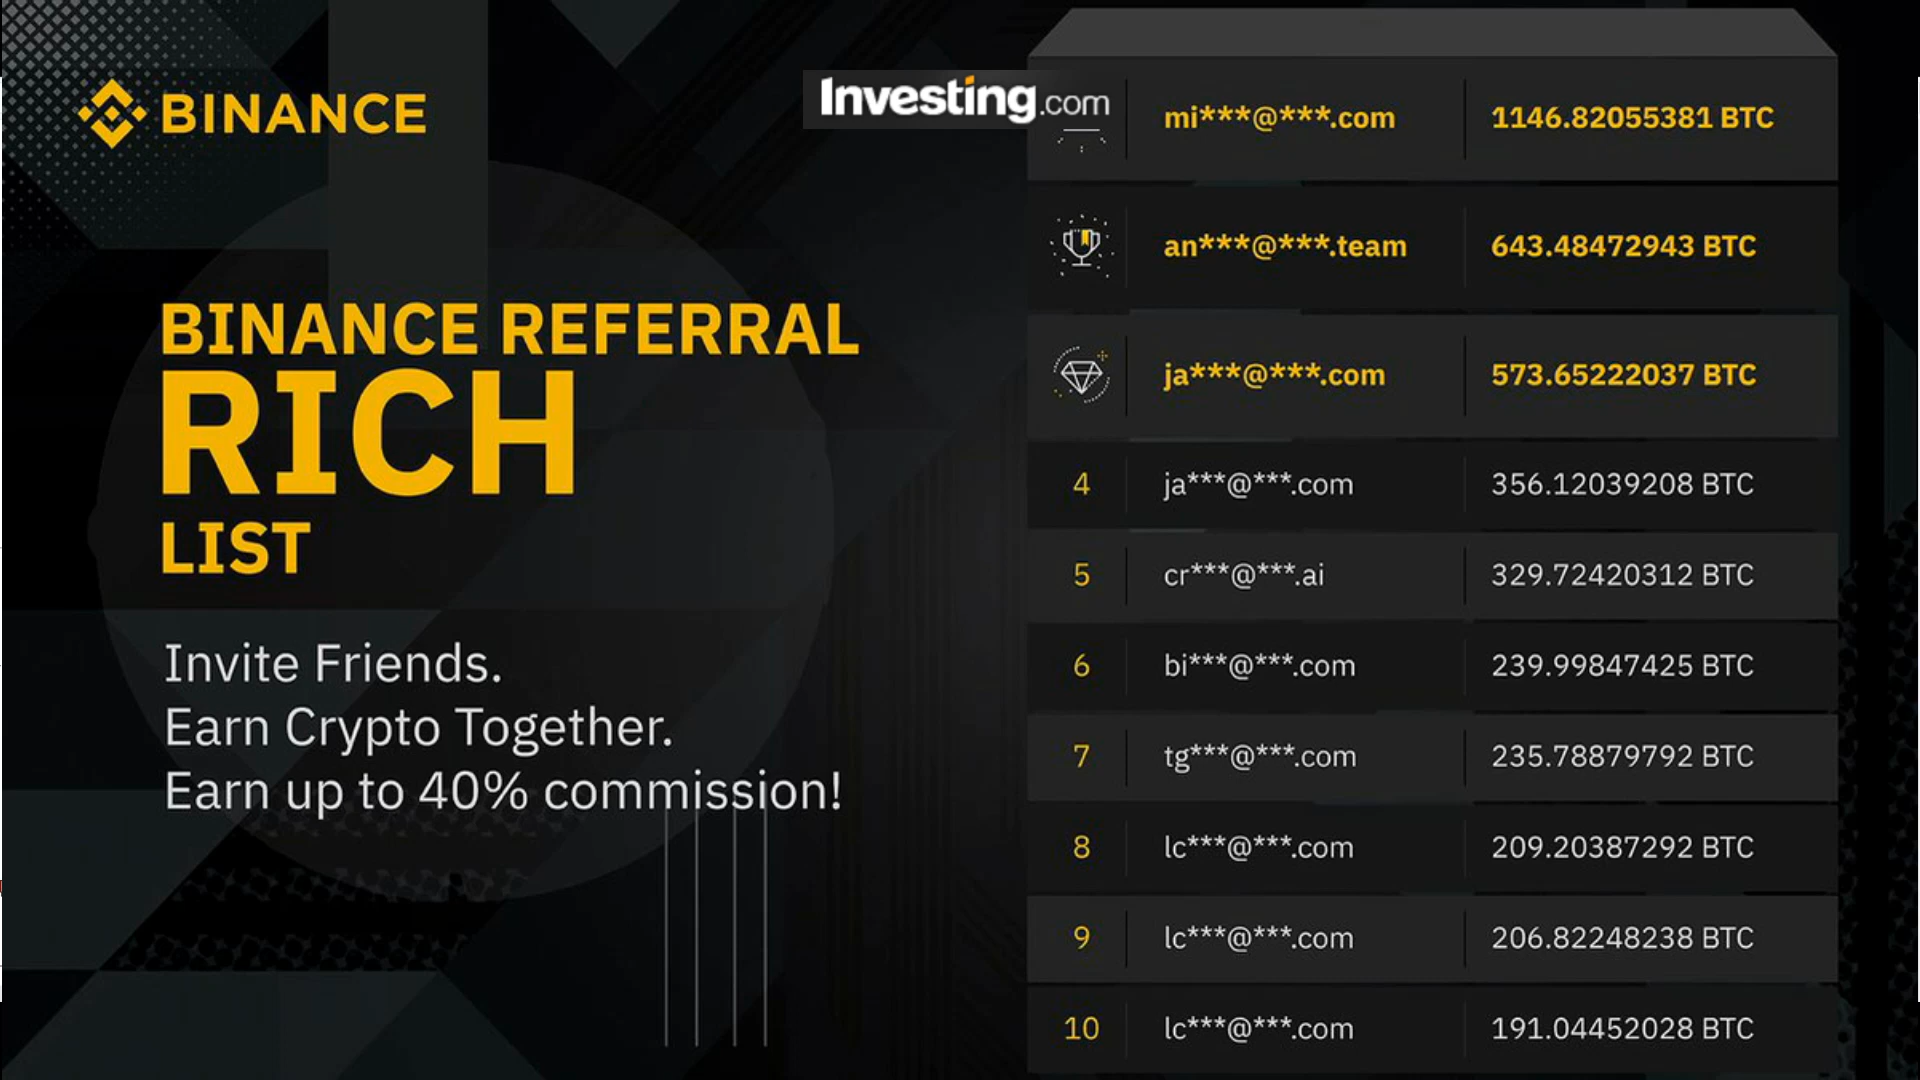 BINANCE
Investing.com
BINANCE REFERRAL
RICH
LIST
Invite Friends.
Earn Crypto Together.
Earn up to 40% commission!
mi***@***.com 1146.82055381 BTC
an***@***.team 643.48472943 BTC
ja***@***.com 573.65222037 BTC
4 ja***@***.com 356.12039208 BTC
5 cr***@***.ai 329.72420312 BTC
6 bi***@***.com 239.99847425 BTC
7 tg***@***.com 235.78879792 BTC
8 lc***@***.com 209.20387292 BTC
9 lc***@***.com 206.82248238 BTC
10 lc***@***.com 191.04452028 BTC